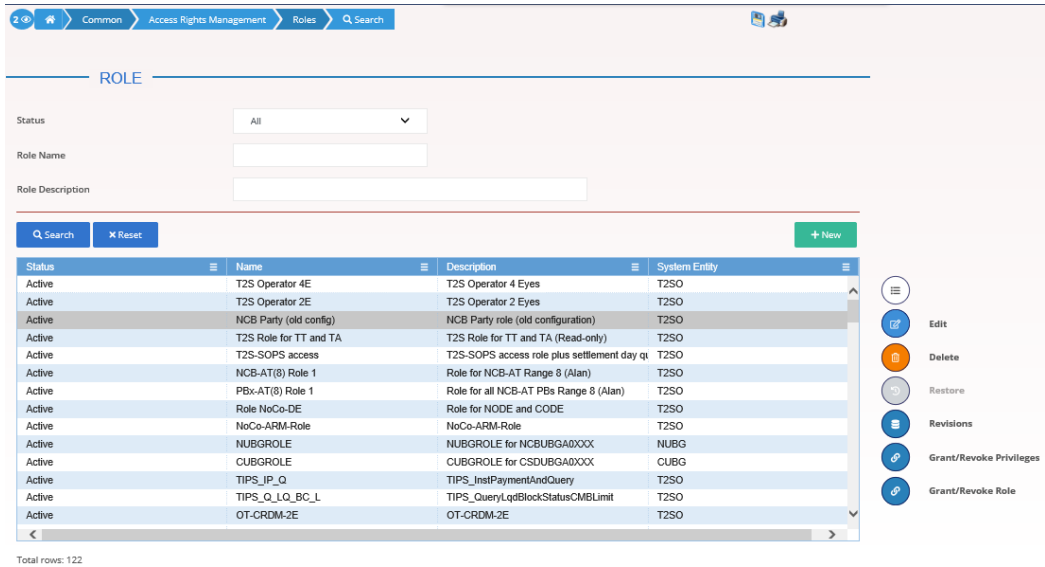 2 Common Access Rights Management Roles Search
ROLE
Status All
Role Name
Role Description
Search Reset New
Status Name Description System Entity
Active T2S Operator 4E T2S Operator 4 Eyes T2SO
Active T2S Operator 2E T2S Operator 2 Eyes T2SO
Active NCB Party (old config) NCB Party role (old configuration) T2SO
Edit
Active T2S Role for TT and TA T2S Role for TT and TA (Read-only) T2SO
Active T2S-SOPS access T2S-SOPS access role plus settlement day qu T2SO
Delete
Active NCB-AT(8) Role 1 Role for NCB-AT Range 8 (Alan) T2SO
Active PBx-AT(8) Role 1 Role for all NCB-AT PBs Range 8 (Alan) T2SO
Restore
Active Role NoCo-DE Role for NODE and CODE T2SO
Active NoCo-ARM-Role NoCo-ARM-Role T2SO
Revisions
Active NUBGROLE NUBGROLE for NCBUBGA0XXX NUBG
Active CUBGROLE CUBGROLE for CSDUBGA0XXX CUBG
Grant/Revoke Privileges
Active TIPS_IP_Q TIPS_InstPaymentAndQuery T2SO
Active TIPS_Q_LQ_BC_L TIPS_QueryLqdBlockStatusCMBLimit T2SO
Grant/Revoke Role
Active OT-CRDM-2E OT-CRDM-2E T2SO
Total rows: 122